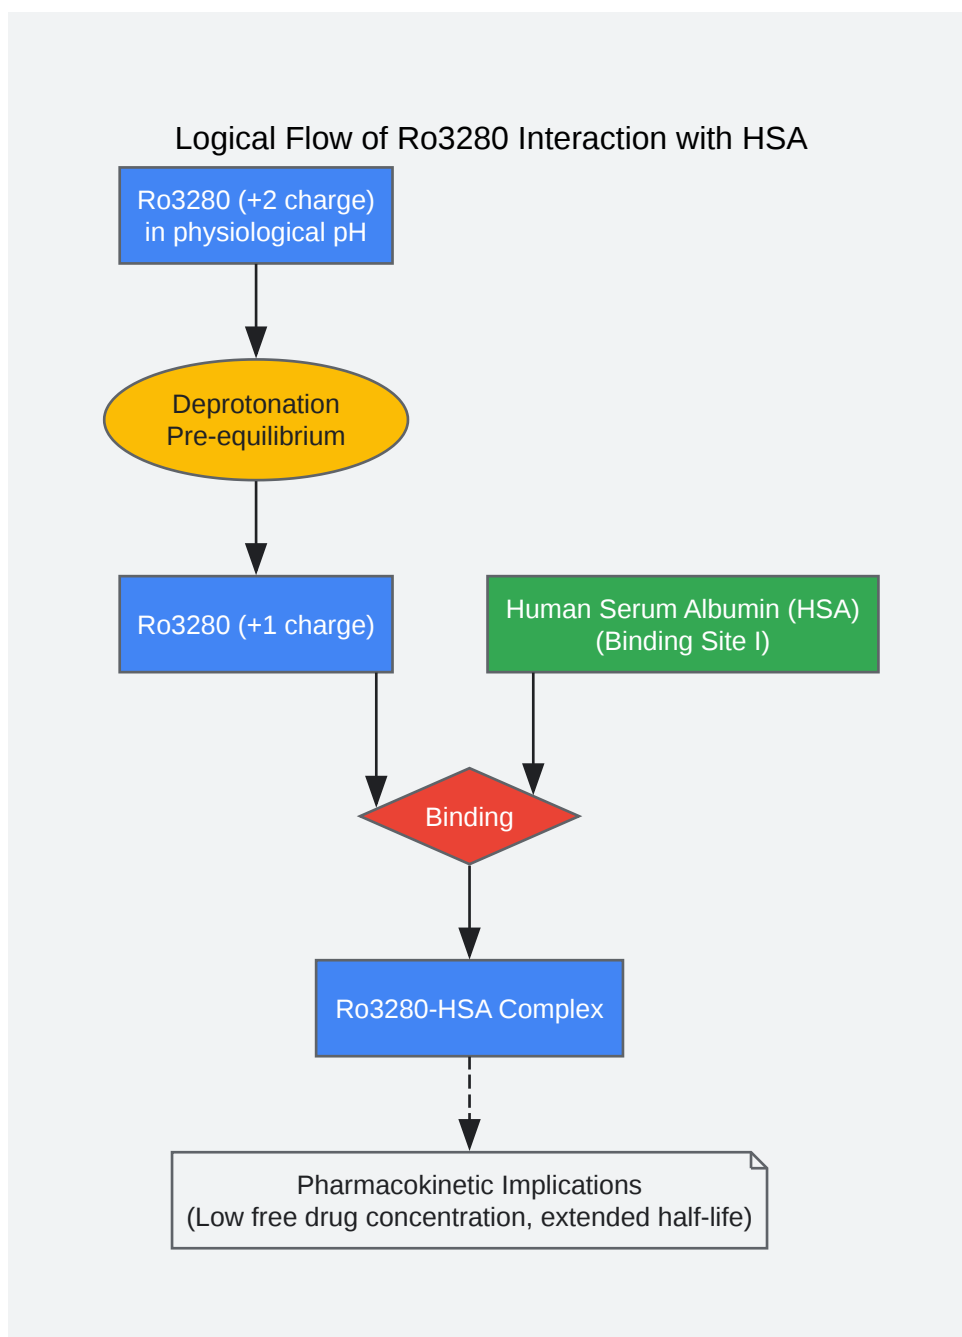 Logical Flow of Ro3280 Interaction with HSA
Ro3280 (+2 charge)
in physiological pH
Deprotonation
Pre-equilibrium
Ro3280 (+1 charge)
Human Serum Albumin (HSA)
(Binding Site I)
Binding
Ro3280-HSA Complex
Pharmacokinetic Implications
(Low free drug concentration, extended half-life)